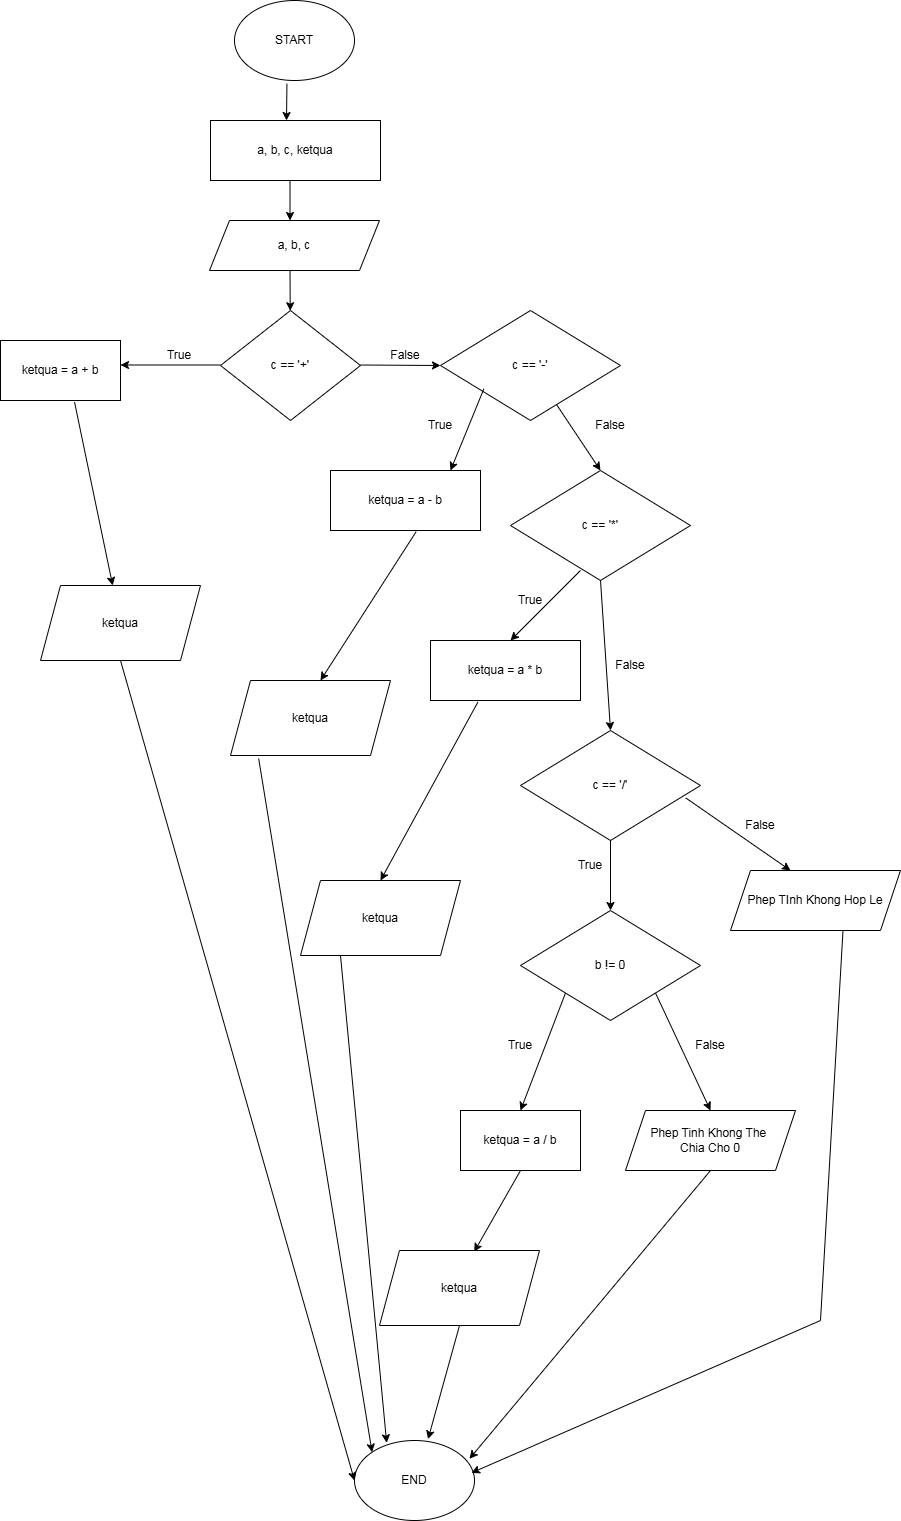 START
a, b, c, ketqua
a, b, c
c == '+'
True
False
ketqua = a + b
c == '-'
True
False
ketqua = a - b
c == '*'
ketqua
True
False
ketqua = a * b
ketqua
c == '/'
False
True
ketqua
Phep TInh Khong Hop Le
b != 0
True
False
ketqua = a / b
Phep Tinh Khong The
Chia Cho 0
ketqua
END